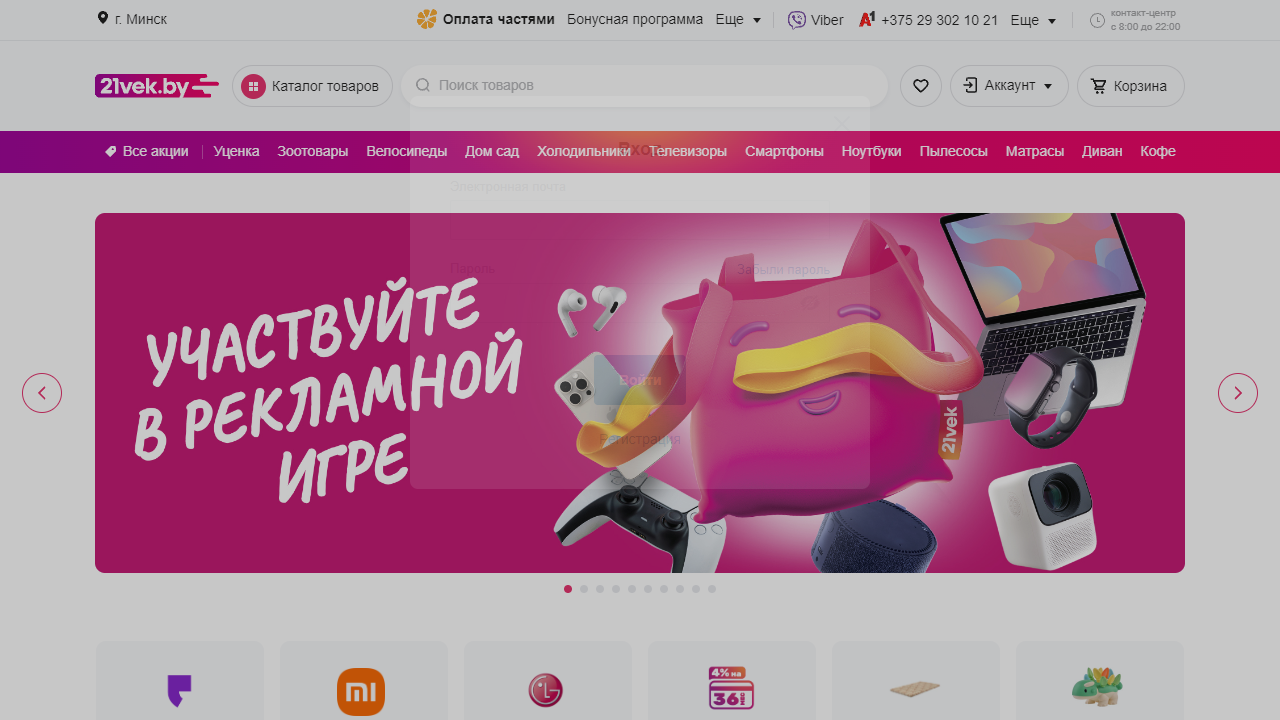 г. Минск
Оплата частями Бонусная программа Еще Viber +375 29 302 10 21 Еще контакт-центр
с 8:00 до 22:00
21vek.by Каталог товаров Поиск товаров Аккаунт Корзина
Все акции Уценка Зоотовары Велосипеды Дом сад Холодильники Телевизоры Смартфоны Ноутбуки Пылесосы Матрасы Диван Кофе
Вход
Электронная почта
Пароль Забыли пароль
Войти
Регистрация
УЧАСТВУЙТЕ
В РЕКЛАМНОЙ
ИГРЕ
21vek
4% на
36 мес